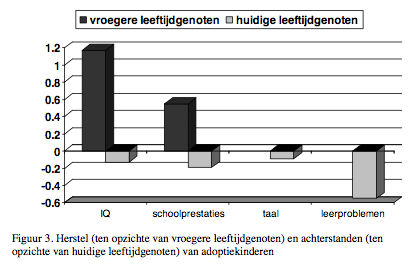 vroegere leeftijdgenoten huidige leeftijdgenoten
1.2
1
0.8
0.6
0.4
0.2
0
-0.2
-0.4
-0.6
IQ schoolprestaties taal leerproblemen
Figuur 3. Herstel (ten opzichte van vroegere leeftijdgenoten) en achterstanden (ten
opzichte van huidige leeftijdgenoten) van adoptiekinderen